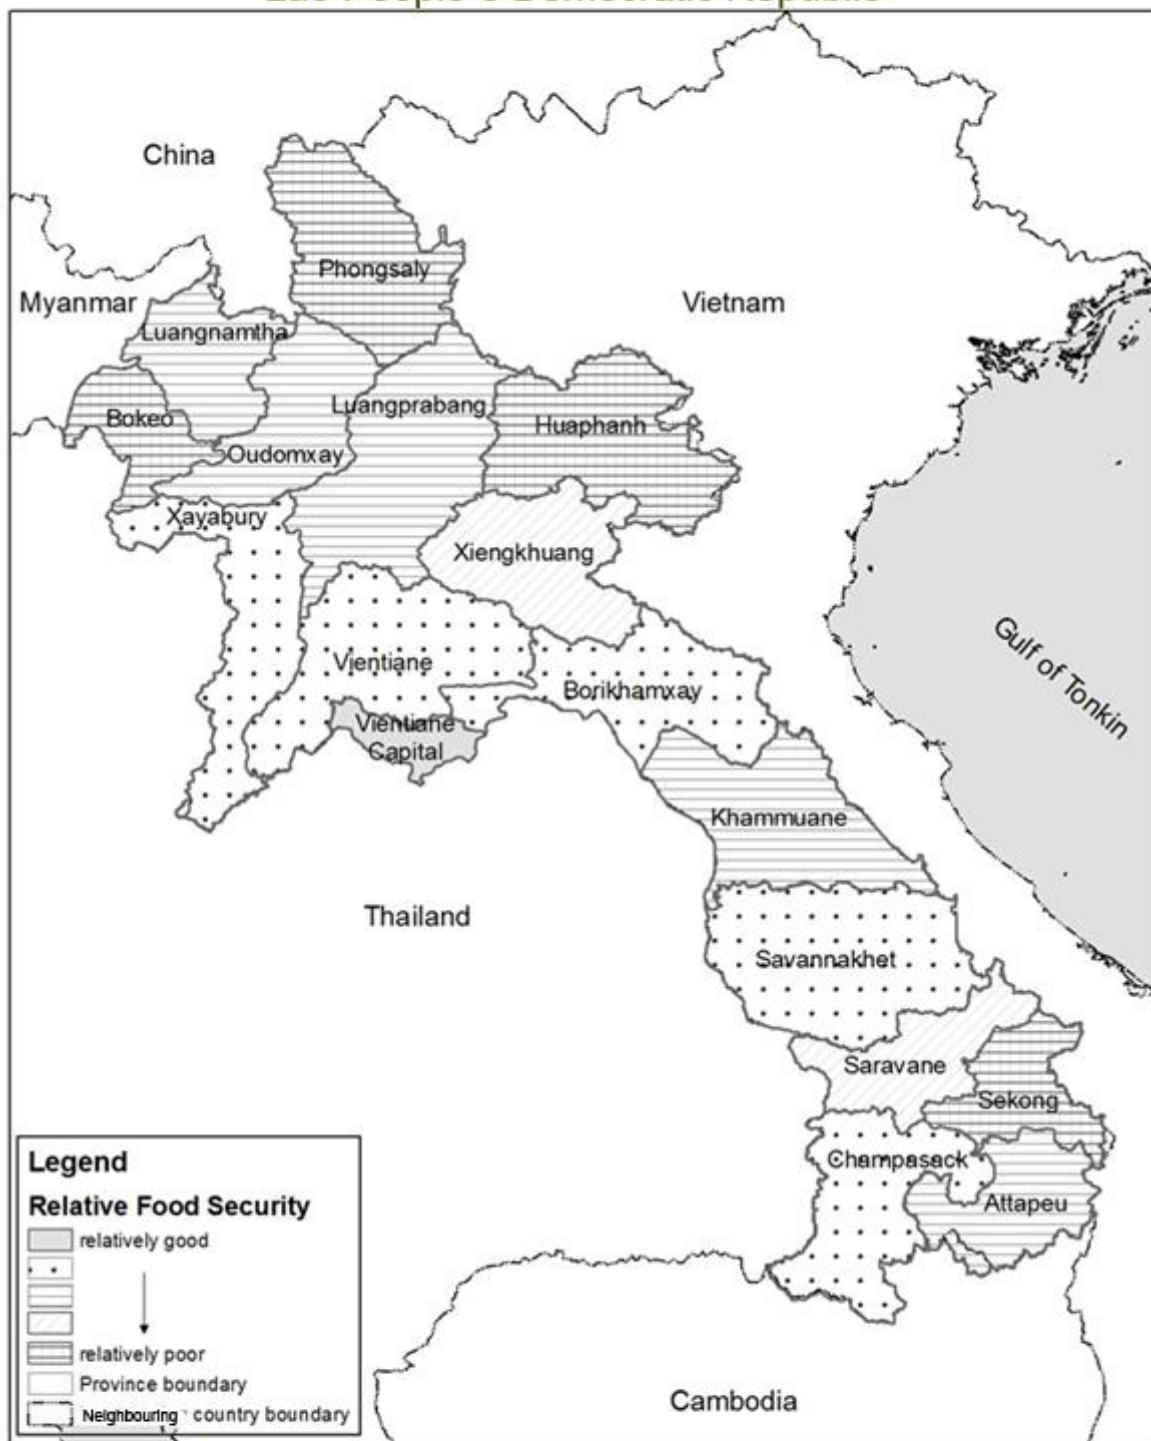 China
Myanmar
Vietnam
Phongsaly
Luangnamtha
Bokeo
Luangprabang
Huaphanh
Oudomxay
Xayabury
Xiengkhuang
Vientiane
Borikhamxay
Vientiane
Capital
Gulf of Tonkin
Khammuane
Thailand
Savannakhet
Saravane
Sekong
Champasack
Attapeu
Cambodia
Legend
Relative Food Security
relatively good
relatively poor
Province boundary
Neighbouring country boundary